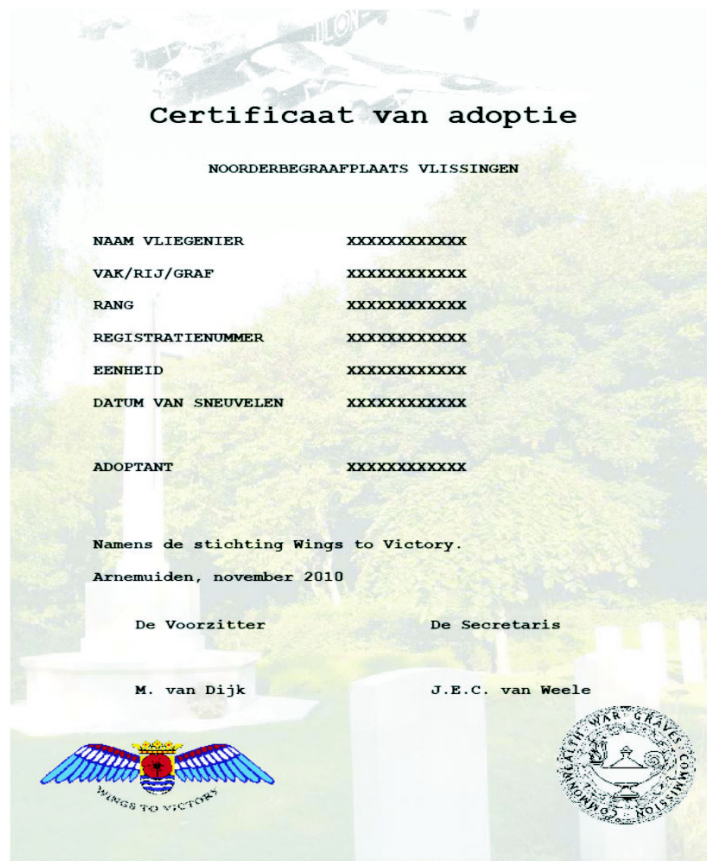 DLON
Certificaat van adoptie
NOORDERBEGRAAFPLAATS VLISSINGEN
NAAM VLIEGENIER XXXXXXXXXXXX
VAK/RIJ/GRAF XXXXXXXXXXXX
RANG XXXXXXXXXXXX
REGISTRATIENUMMER XXXXXXXXXXXX
EENHEID XXXXXXXXXXXX
DATUM VAN SNEUVELEN XXXXXXXXXXXX
ADOPTANT XXXXXXXXXXXX
Namens de stichting Wings to Victory.
Arnemuiden, november 2010
De Voorzitter De Secretaris
M. van Dijk J.E.C. van Weele
WINGS TO VICTORY
COMMONWEALTH · WAR · GRAVES · COMMISSION ·